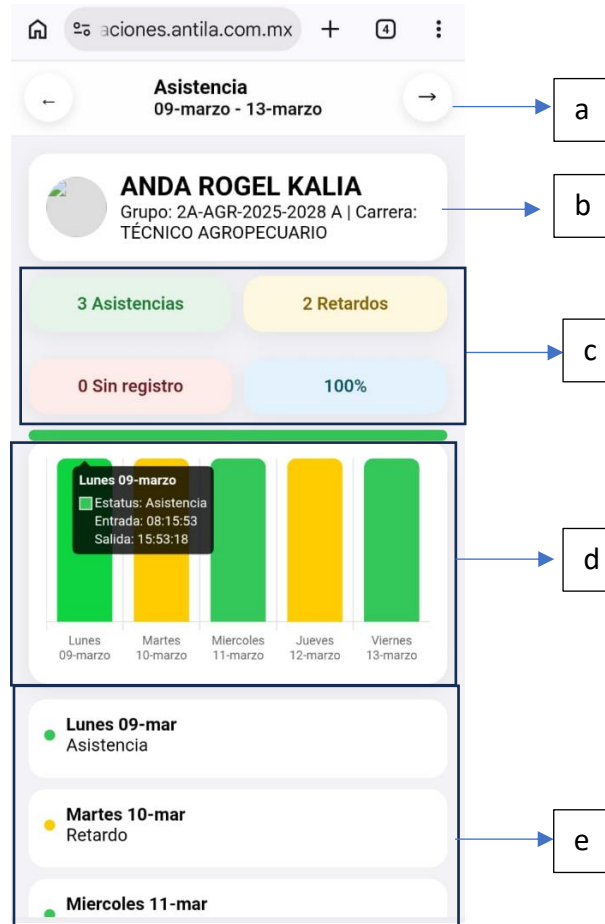 aciones.antila.com.mx + 4
← Asistencia →
09-marzo - 13-marzo
a
ANDA ROGEL KALIA
Grupo: 2A-AGR-2025-2028 A | Carrera:
TÉCNICO AGROPECUARIO
b
3 Asistencias 2 Retardos
0 Sin registro 100%
c
Lunes 09-marzo
Estatus: Asistencia
Entrada: 08:15:53
Salida: 15:53:18
d
Lunes Martes Miercoles Jueves Viernes
09-marzo 10-marzo 11-marzo 12-marzo 13-marzo
Lunes 09-mar
Asistencia
Martes 10-mar
Retardo
e
Miercoles 11-mar